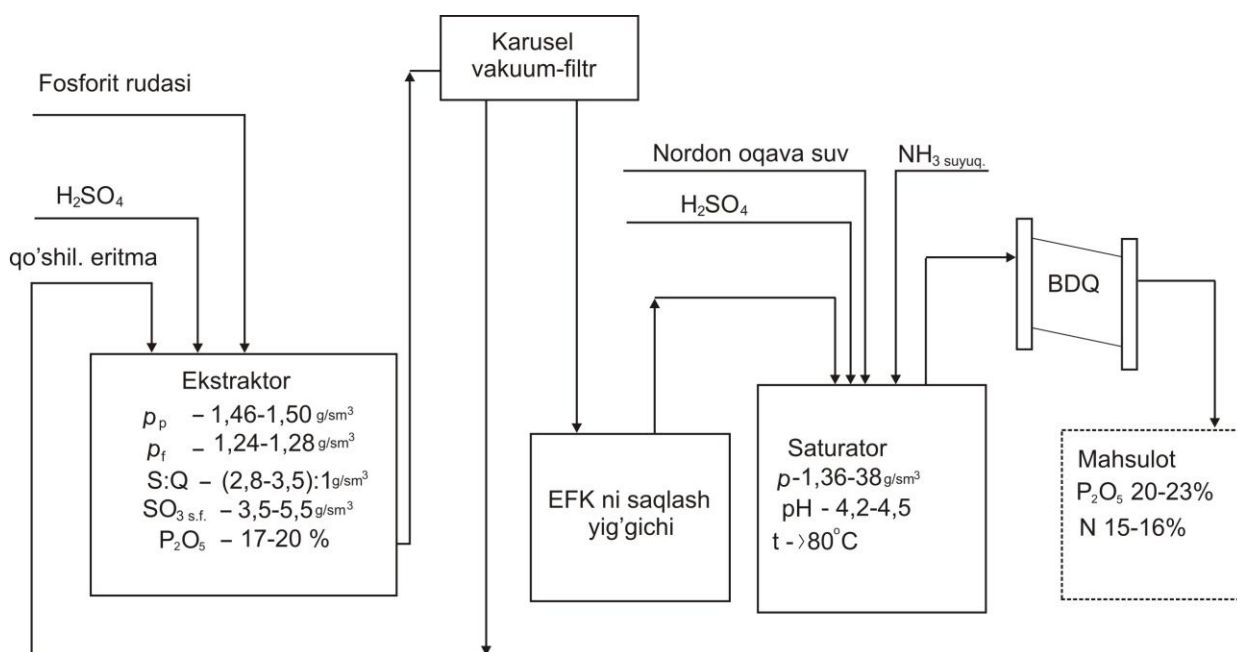 Karusel
vakuum-filtr
Fosforit rudasi
H₂SO₄
qo’shil. eritma
Nordon oqava suv
NH₃ suyuq.
H₂SO₄
BDQ
Ekstraktor
pₚ – 1,46-1,50 g/sm³
p_f – 1,24-1,28 g/sm³
S:Q – (2,8-3,5):1 g/sm³
SO₃ s.f. – 3,5-5,5 g/sm³
P₂O₅ – 17-20 %
EFK ni saqlash
yig’gichi
Saturator
p-1,36-38 g/sm³
pH - 4,2-4,5
t -〉80°C
Mahsulot
P₂O₅ 20-23%
N 15-16%